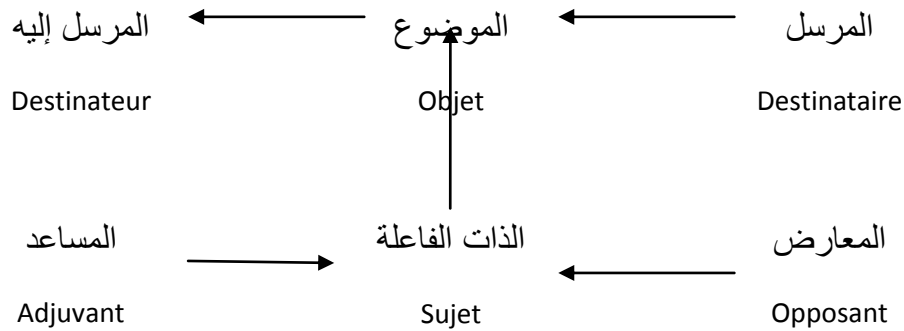 المرسل الموضوع المرسل إليه
Destinataire Objet Destinateur
المعارض الذات الفاعلة المساعد
Opposant Sujet Adjuvant